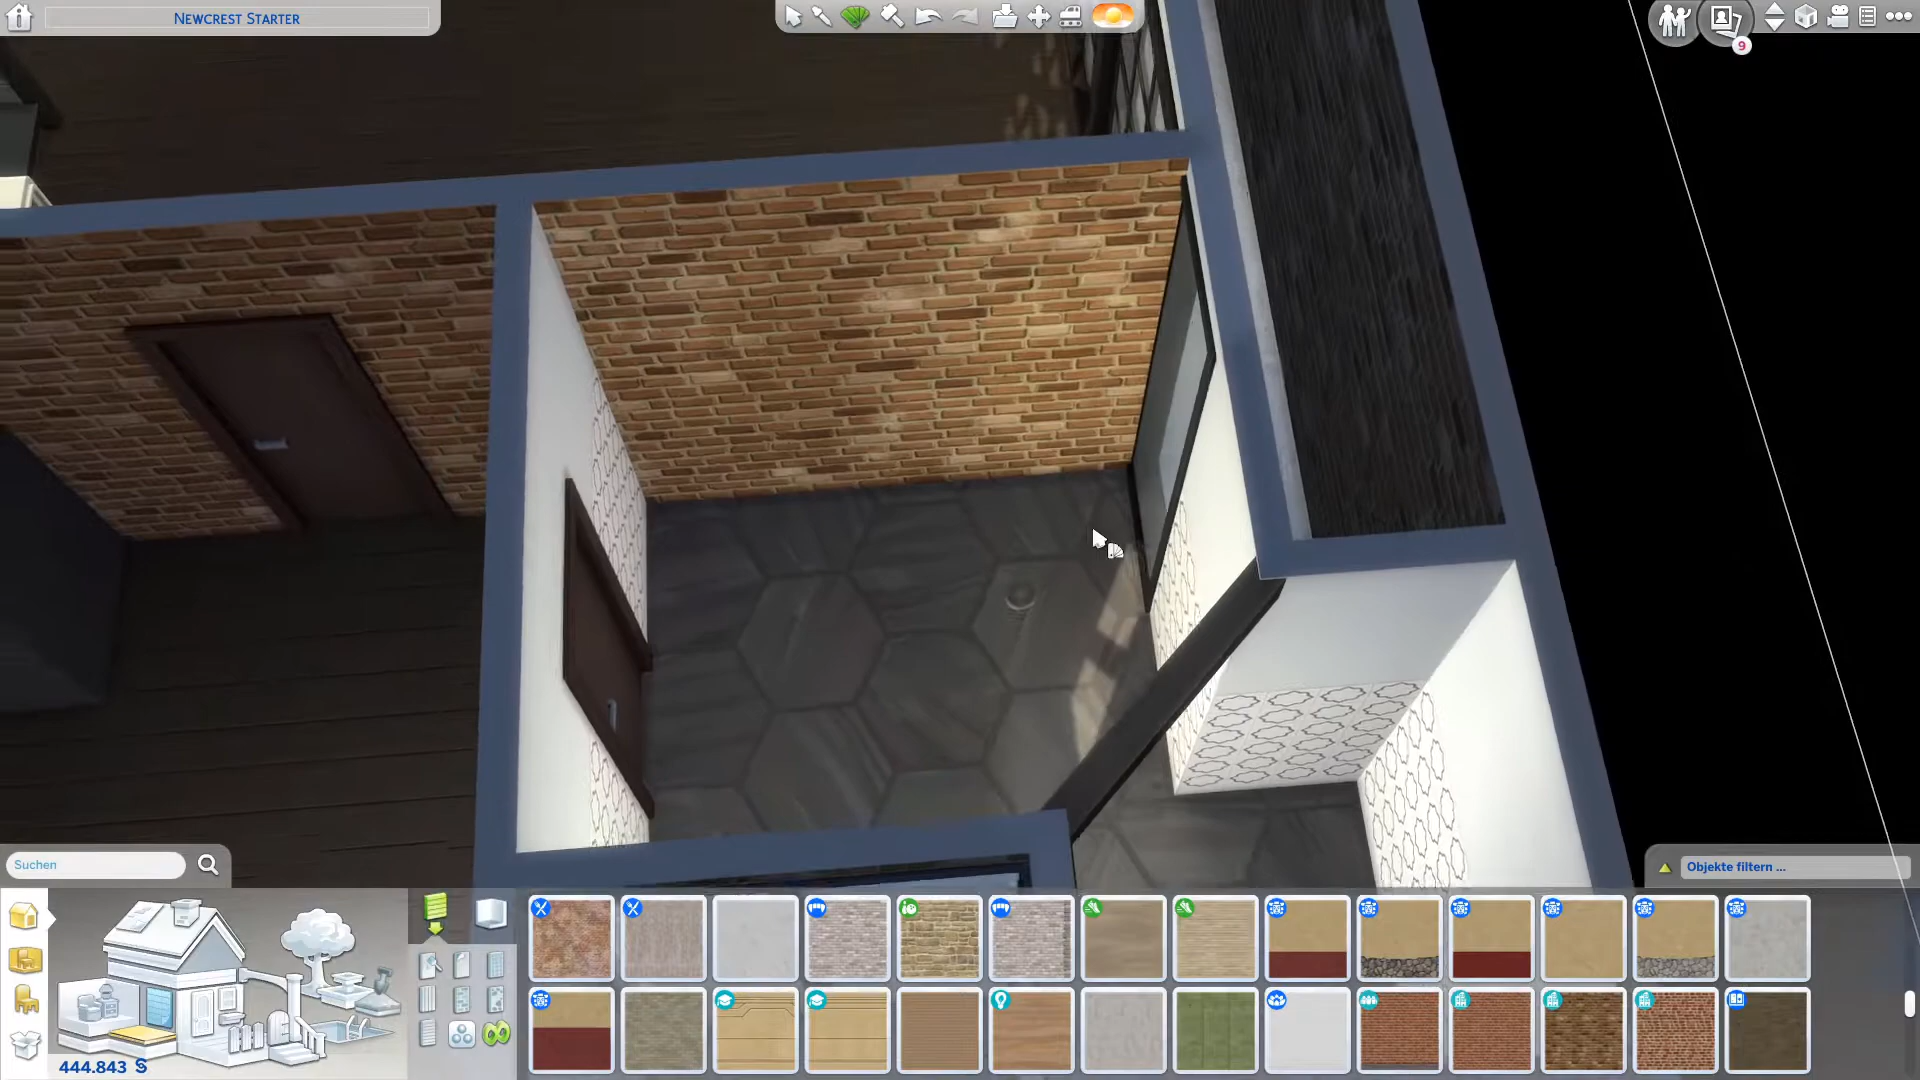 Newcrest Starter
9
Suchen
Objekte filtern ...
444.843 S